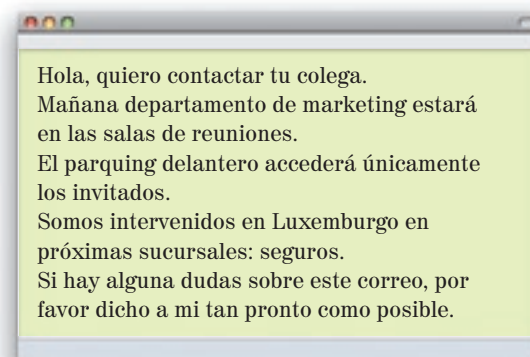 Hola, quiero contactar tu colega.
Mañana departamento de marketing estará
en las salas de reuniones.
El parquing delantero accederá únicamente
los invitados.
Somos intervenidos en Luxemburgo en
próximas sucursales: seguros.
Si hay alguna dudas sobre este correo, por
favor dicho a mi tan pronto como posible.